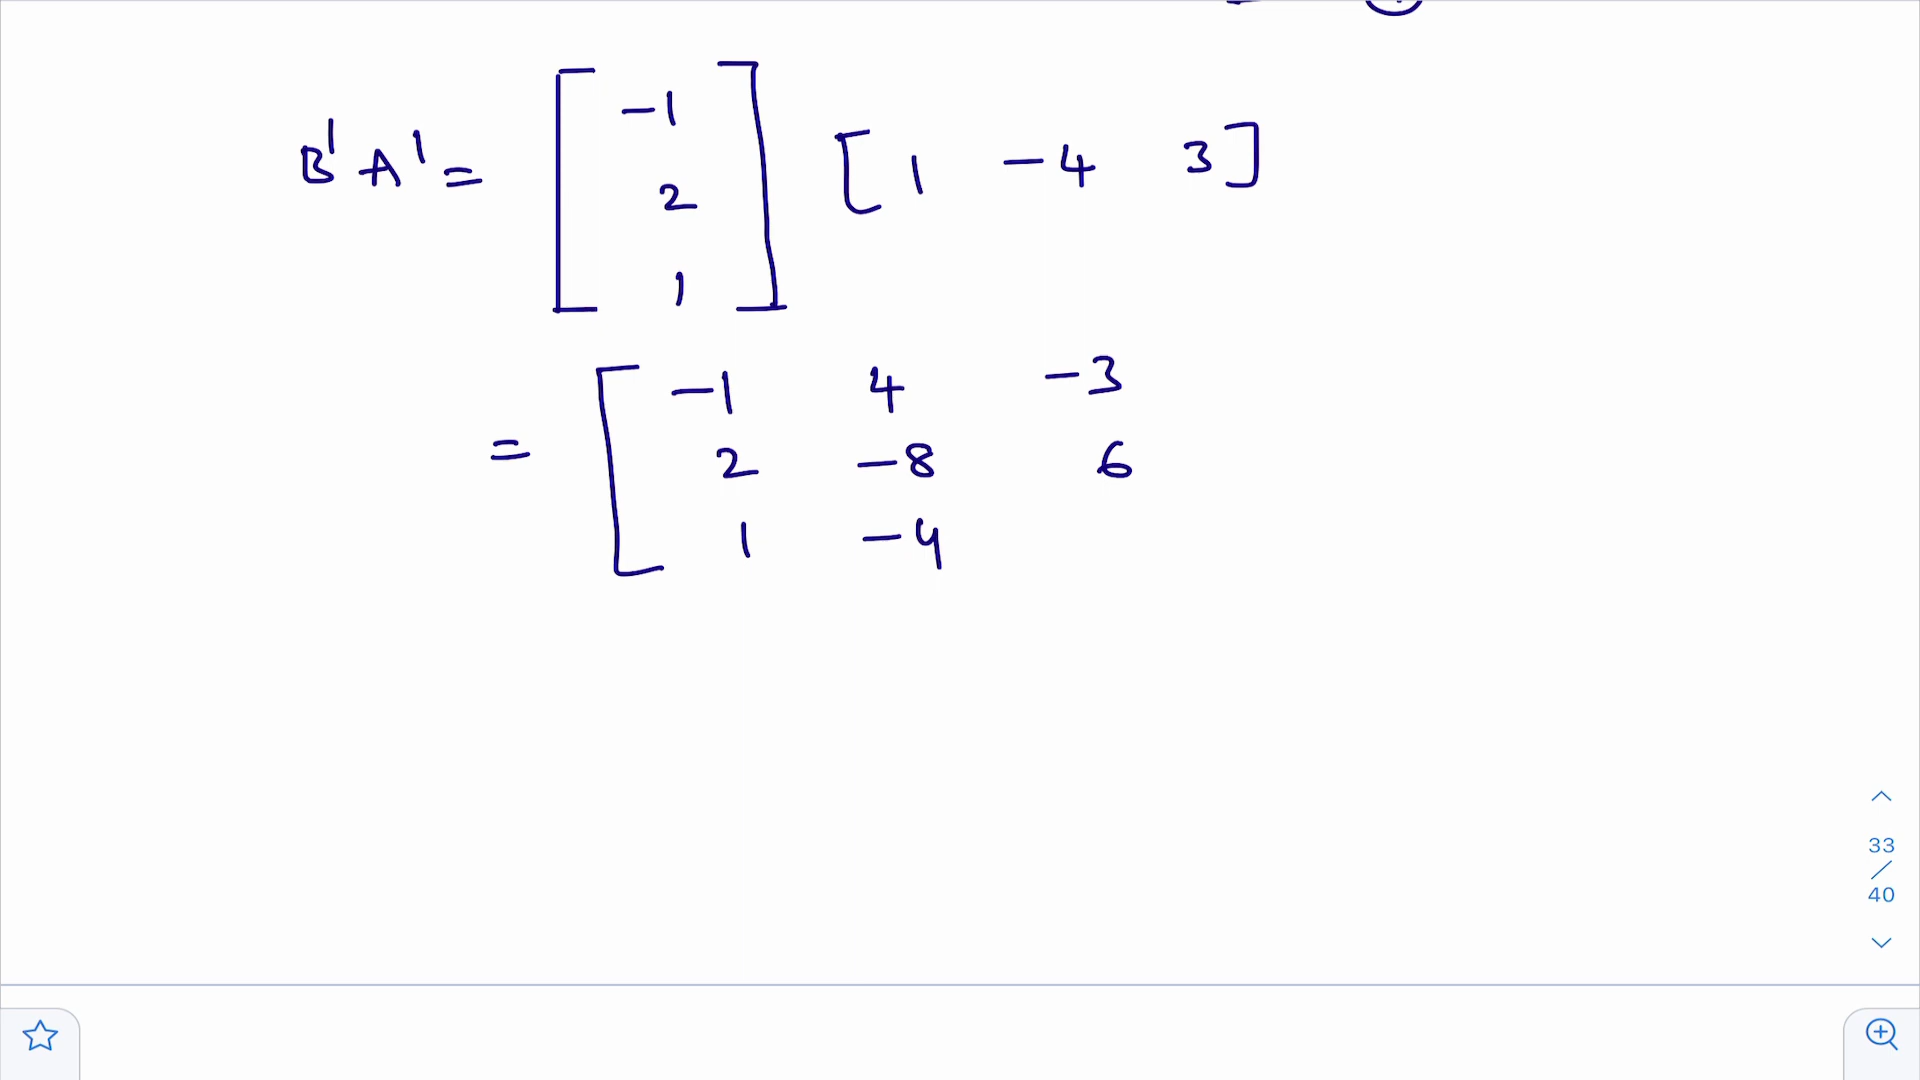 B'A' = [ -1
2
1 ] [ 1 -4 3 ]
= [ -1 4 -3
2 -8 6
1 -4
33
/
40